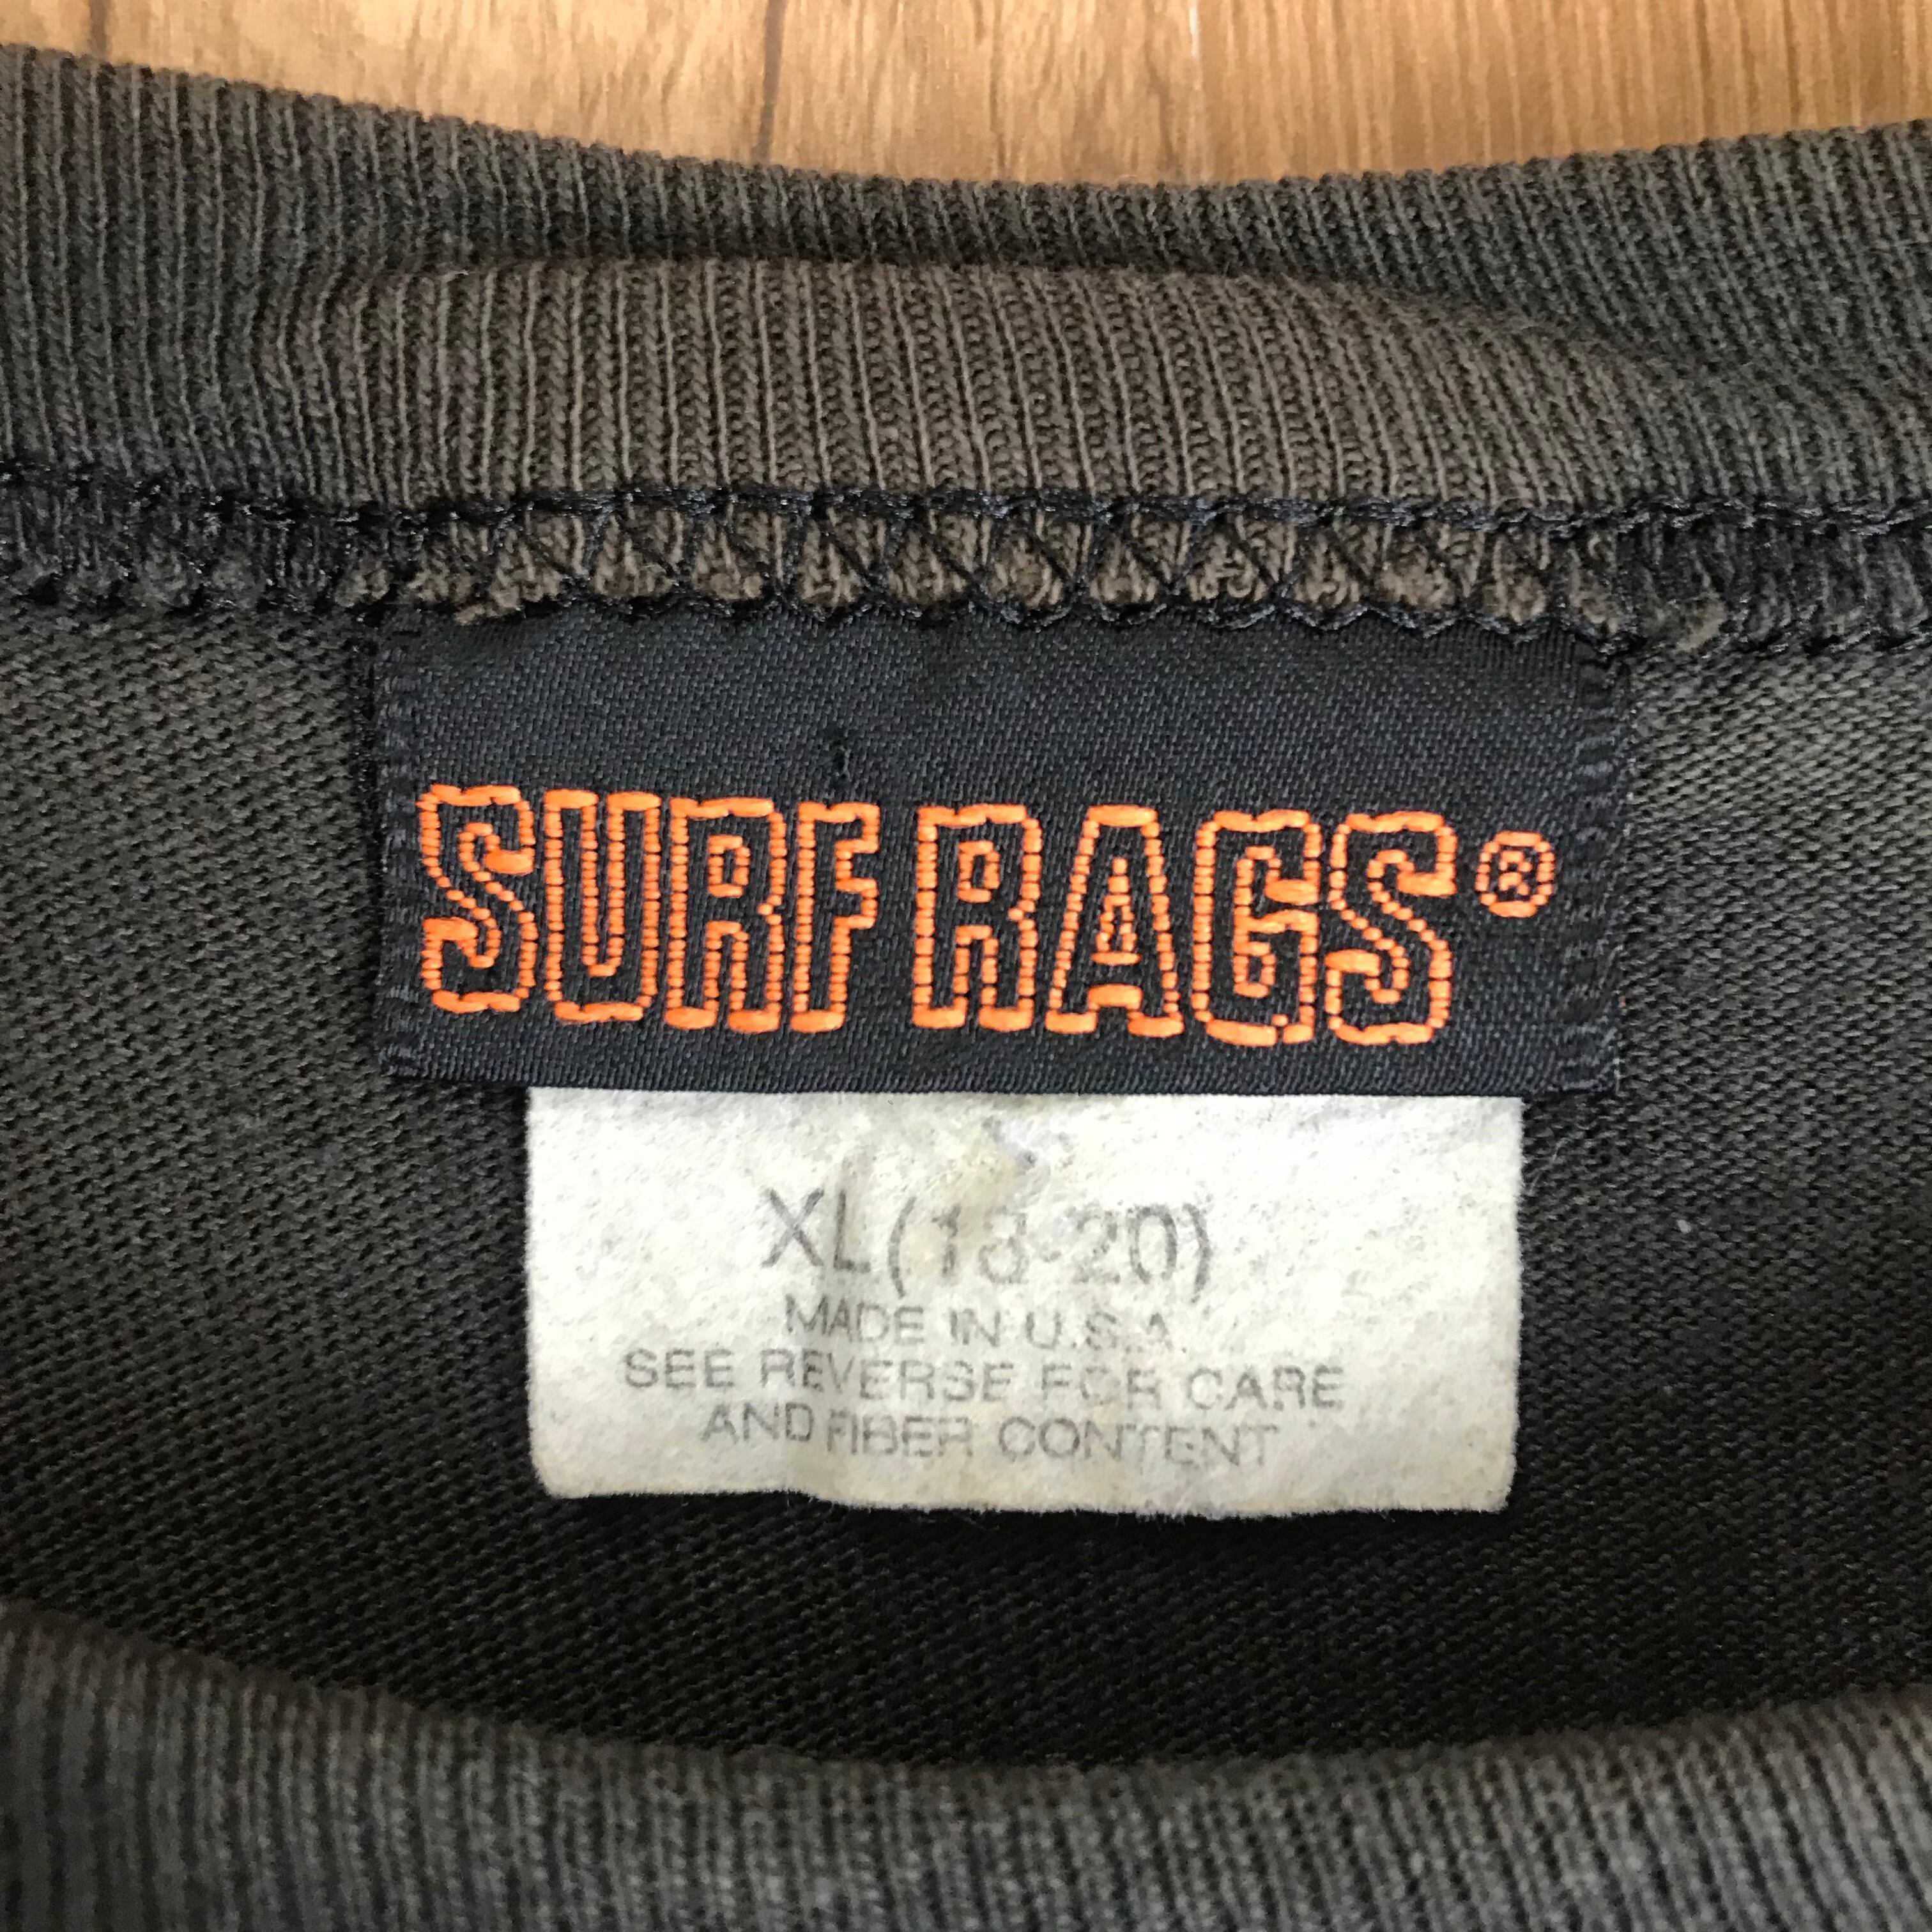 SURF RAGS®
XL(18-20)
MADE IN U.S.A.
SEE REVERSE FOR CARE
AND FIBER CONTENT